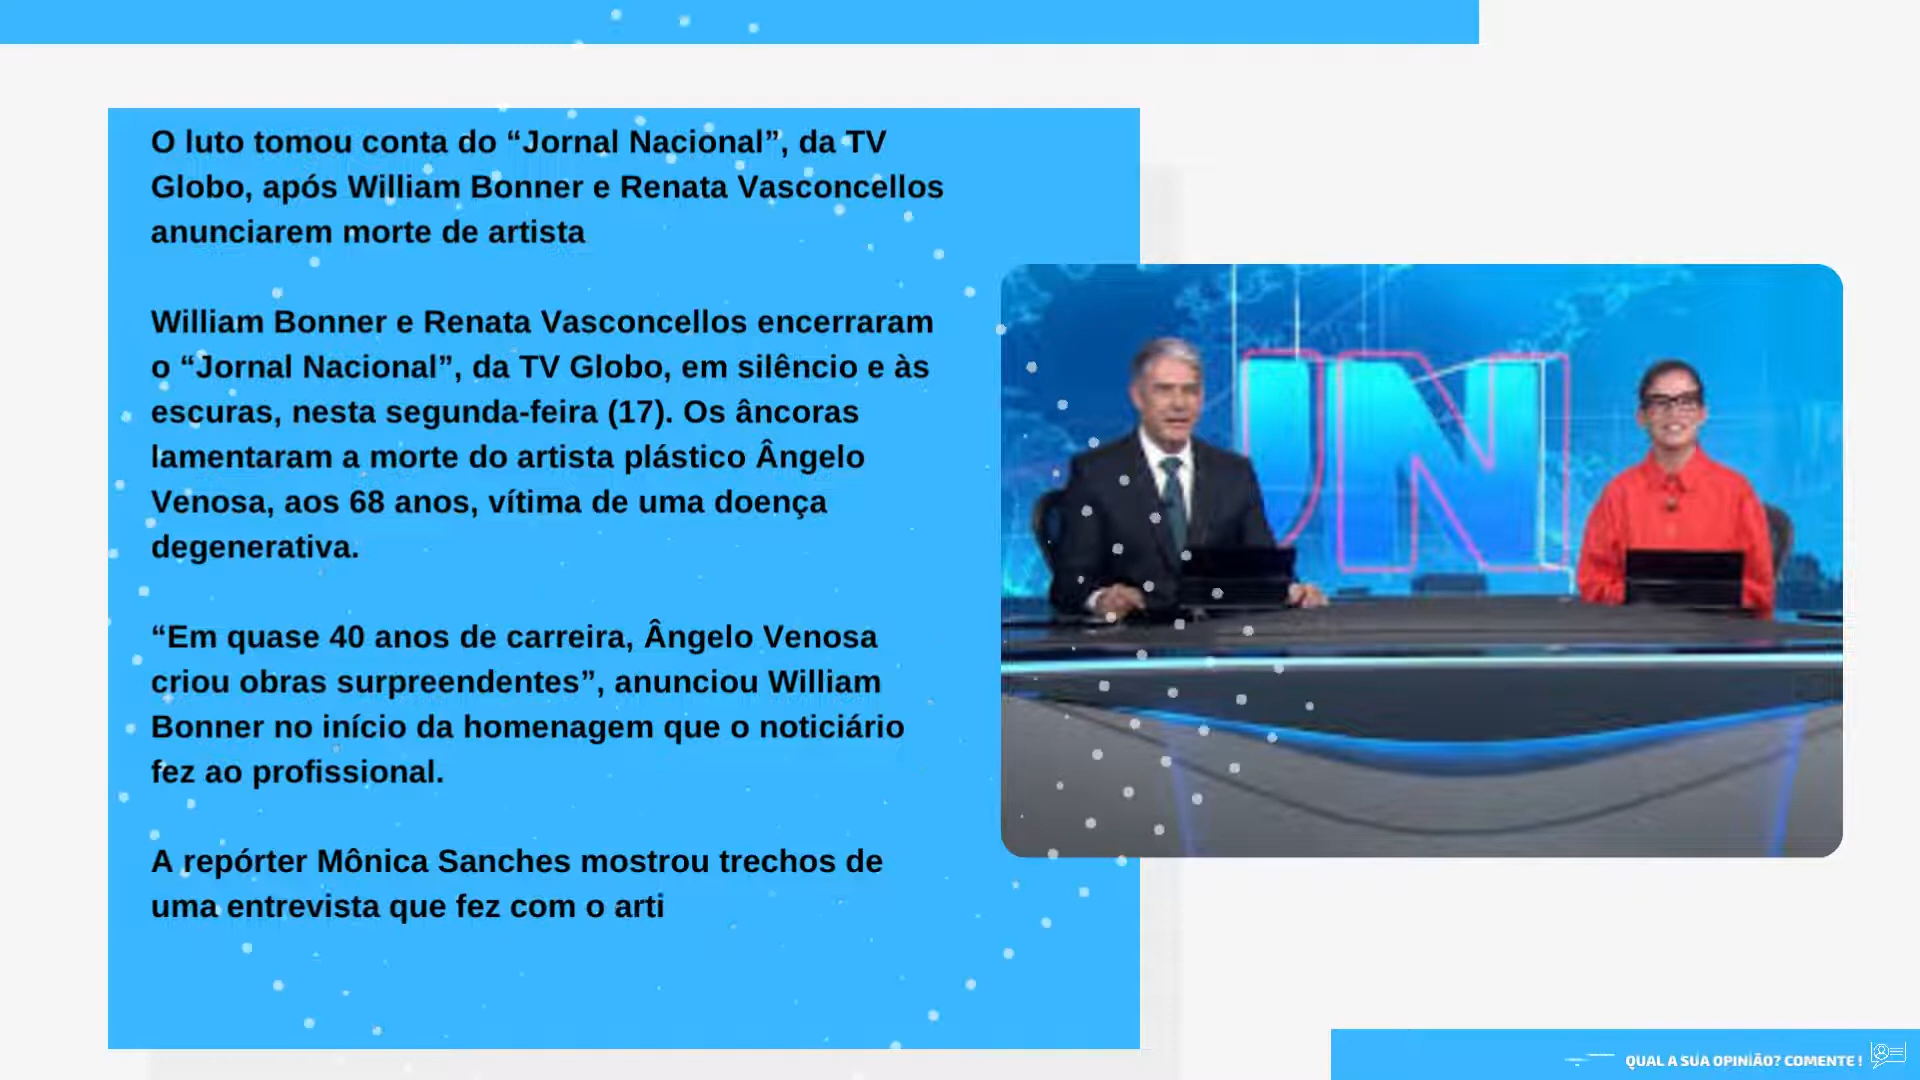 O luto tomou conta do “Jornal Nacional”, da TV
Globo, após William Bonner e Renata Vasconcellos
anunciarem morte de artista
William Bonner e Renata Vasconcellos encerraram
o “Jornal Nacional”, da TV Globo, em silêncio e às
escuras, nesta segunda-feira (17). Os âncoras
lamentaram a morte do artista plástico Ângelo
Venosa, aos 68 anos, vítima de uma doença
degenerativa.
“Em quase 40 anos de carreira, Ângelo Venosa
criou obras surpreendentes”, anunciou William
Bonner no início da homenagem que o noticiário
fez ao profissional.
A repórter Mônica Sanches mostrou trechos de
uma entrevista que fez com o arti
JN
QUAL A SUA OPINIÃO? COMENTE !